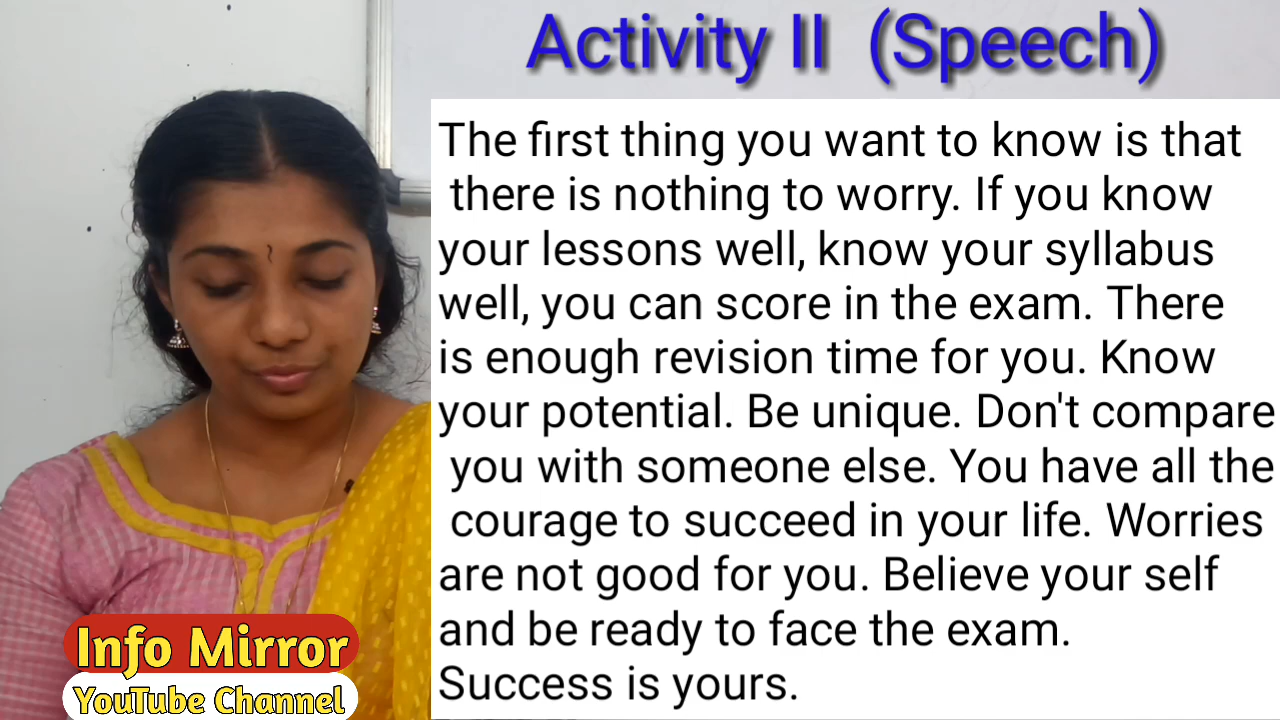 Activity II (Speech)
The first thing you want to know is that
there is nothing to worry. If you know
your lessons well, know your syllabus
well, you can score in the exam. There
is enough revision time for you. Know
your potential. Be unique. Don't compare
you with someone else. You have all the
courage to succeed in your life. Worries
are not good for you. Believe your self
and be ready to face the exam.
Success is yours.
Info Mirror
YouTube Channel